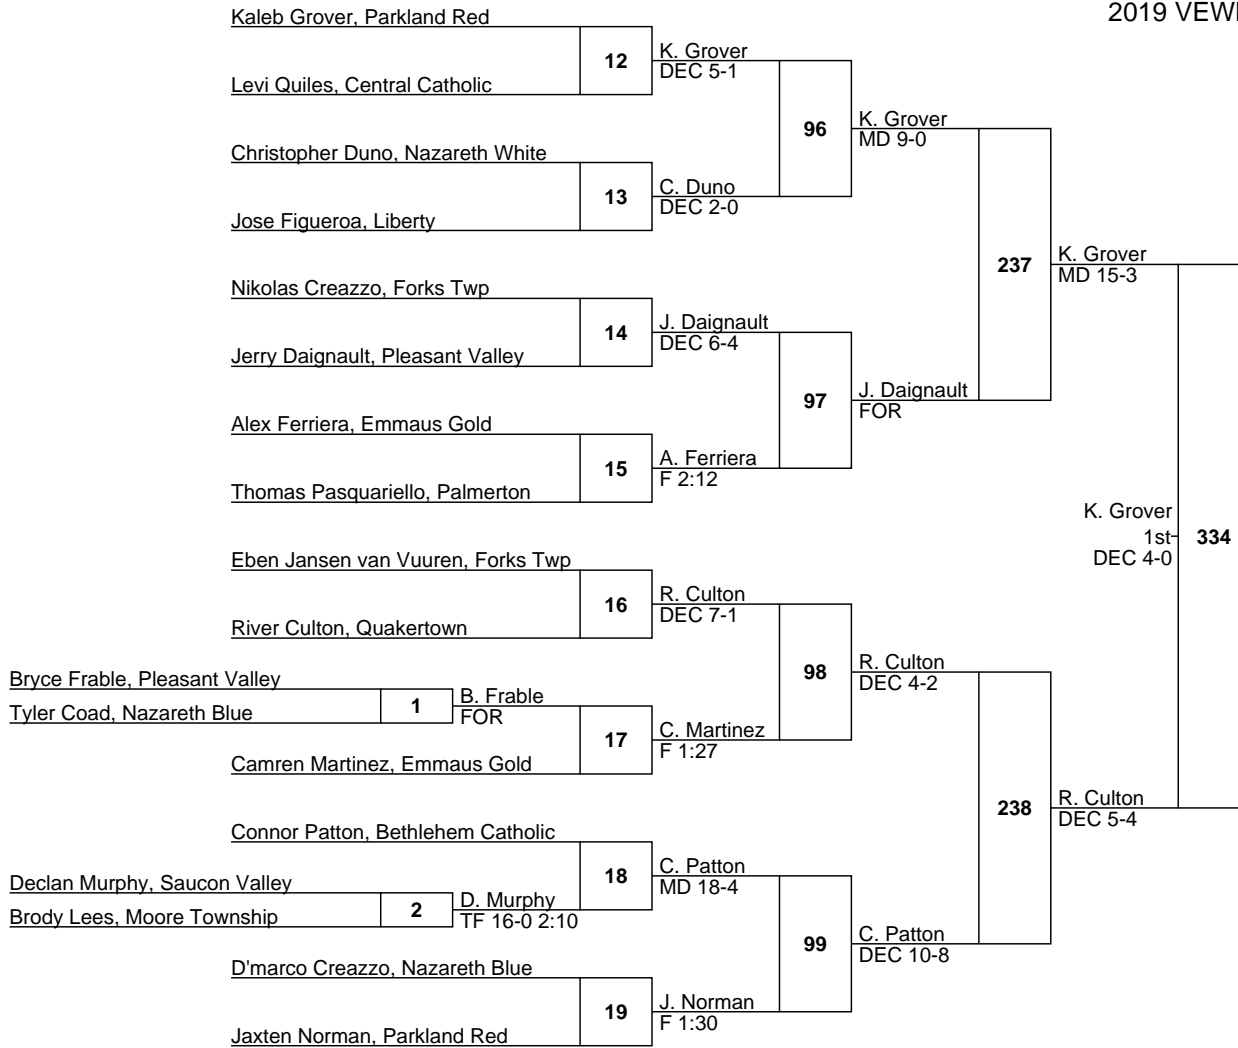 2019 VEW
Kaleb Grover, Parkland Red
12
K. Grover
DEC 5-1
Levi Quiles, Central Catholic
96
K. Grover
MD 9-0
Christopher Duno, Nazareth White
13
C. Duno
DEC 2-0
Jose Figueroa, Liberty
237
K. Grover
MD 15-3
Nikolas Creazzo, Forks Twp
14
J. Daignault
DEC 6-4
Jerry Daignault, Pleasant Valley
97
J. Daignault
FOR
Alex Ferriera, Emmaus Gold
15
A. Ferriera
F 2:12
Thomas Pasquariello, Palmerton
K. Grover
1st
DEC 4-0
334
Eben Jansen van Vuuren, Forks Twp
16
R. Culton
DEC 7-1
River Culton, Quakertown
98
R. Culton
DEC 4-2
Bryce Frable, Pleasant Valley
Tyler Coad, Nazareth Blue
1
B. Frable
FOR
17
C. Martinez
F 1:27
Camren Martinez, Emmaus Gold
238
R. Culton
DEC 5-4
Connor Patton, Bethlehem Catholic
18
C. Patton
MD 18-4
Declan Murphy, Saucon Valley
Brody Lees, Moore Township
2
D. Murphy
TF 16-0 2:10
99
C. Patton
DEC 10-8
D'marco Creazzo, Nazareth Blue
19
J. Norman
F 1:30
Jaxten Norman, Parkland Red